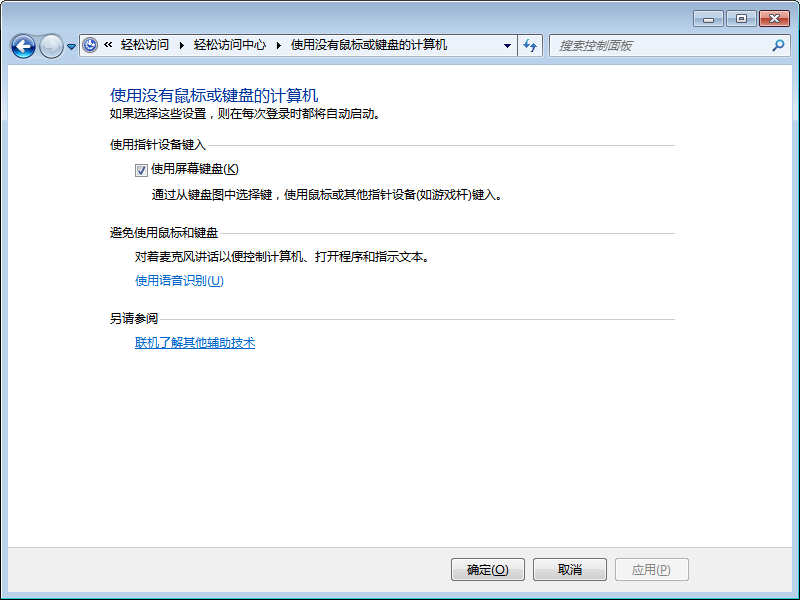 « 轻松访问 ▸ 轻松访问中心 ▸ 使用没有鼠标或键盘的计算机
搜索控制面板
使用没有鼠标或键盘的计算机
如果选择这些设置，则在每次登录时都将自动启动。
使用指针设备键入
使用屏幕键盘(K)
通过从键盘图中选择键，使用鼠标或其他指针设备(如游戏杆)键入。
避免使用鼠标和键盘
对着麦克风讲话以便控制计算机、打开程序和指示文本。
使用语音识别(U)
另请参阅
联机了解其他辅助技术
确定(O)
取消
应用(P)